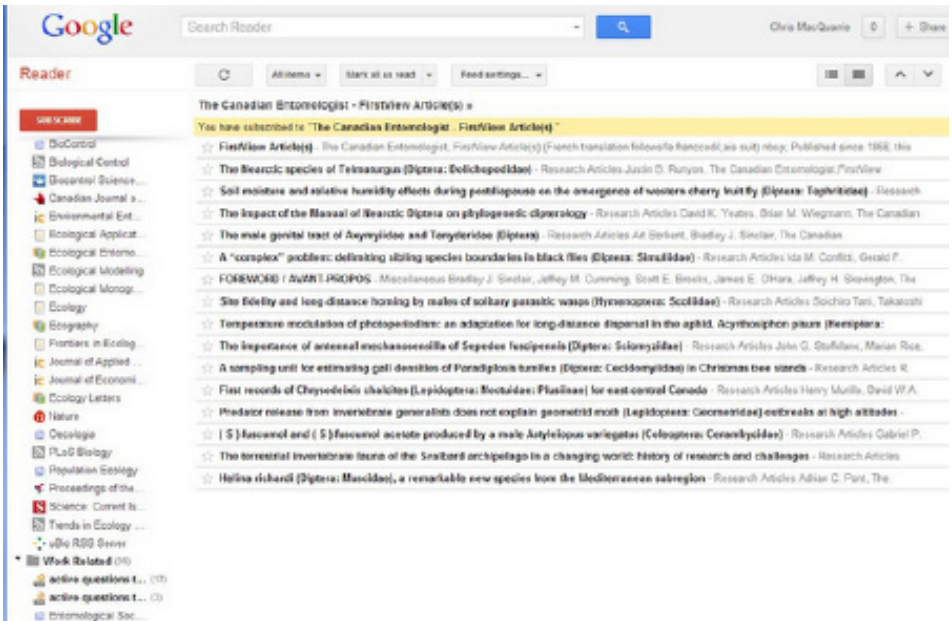 Google
Search Reader
Chris MacQuarrie 0 + Share
Reader
All items Mark all as read Feed settings...
SUBSCRIBE
The Canadian Entomologist - FirstView Article(s) »
You have subscribed to "The Canadian Entomologist - FirstView Article(s)."
BioControl
Biological Control
Biocontrol Science...
Canadian Journal o...
Environmental Ent...
Ecological Applicat...
Ecological Entomo...
Ecological Modelling
Ecological Monogr...
Ecology
Ecography
Frontiers in Ecolog...
Journal of Applied ...
Journal of Economi...
Ecology Letters
Nature
Oecologia
PLoS Biology
Population Ecology
Proceedings of the...
Science: Current Is...
Trends in Ecology ...
uBio RSS Server
Work Related
active questions t...
active questions t...
Entomological Soc...
FirstView Article(s) - The Canadian Entomologist, FirstView Article(s) (French translation follows/la Published since 1868, this
The Nearctic species of Telmaturgus (Diptera: Dolichopodidae) - Research Articles Justin B. Runyon, The Canadian Entomologist, FirstView
Soil moisture and relative humidity effects during postdiapause on the emergence of western cherry fruit fly (Diptera: Tephritidae) - Research
The impact of the Manual of Nearctic Diptera on phylogenetic dipterology - Research Articles David K. Yeates, Brian M. Wiegmann, The Canadian
The male genital tract of Axymyiidae and Tanyderidae (Diptera) - Research Articles Art Borkent, Bradley J. Sinclair, The Canadian
A "complex" problem: delimiting sibling species boundaries in black flies (Diptera: Simuliidae) - Research Articles Ida M. Conflitti, Gerald F.
FOREWORD / AVANT-PROPOS - Miscellaneous Bradley J. Sinclair, Jeffrey M. Cumming, Scott E. Brooks, James E. O'Hara, Jeffrey H. Skevington, The
Site fidelity and long-distance homing by males of solitary parasitic wasps (Hymenoptera: Scoliidae) - Research Articles Soichiro Tani, Takatoshi
Temperature modulation of photoperiodism: an adaptation for long-distance dispersal in the aphid, Acyrthosiphon pisum (Hemiptera:
The importance of antennal mechanosensilla of Sepedon fuscipennis (Diptera: Sciomyzidae) - Research Articles John G. Stoffolano, Marian Rice,
A sampling unit for estimating gall densities of Paradiplosis tumifex (Diptera: Cecidomyiidae) in Christmas tree stands - Research Articles R.
First records of Chrysodeixis chalcites (Lepidoptera: Noctuidae: Plusiinae) for east central Canada - Research Articles Henry Murillo, David W.A.
Predator release from invertebrate generalists does not explain geometrid moth (Lepidoptera: Geometridae) outbreaks at high altitudes -
( S )-fuscumol and ( S )-fuscumol acetate produced by a male Astyleiopus variegatus (Coleoptera: Cerambycidae) - Research Articles Gabriel P.
The terrestrial invertebrate fauna of the Svalbard archipelago in a changing world: history of research and challenges - Research Articles
Helina richardi (Diptera: Muscidae), a remarkable new species from the Mediterranean subregion - Research Articles Adrian C. Pont, The